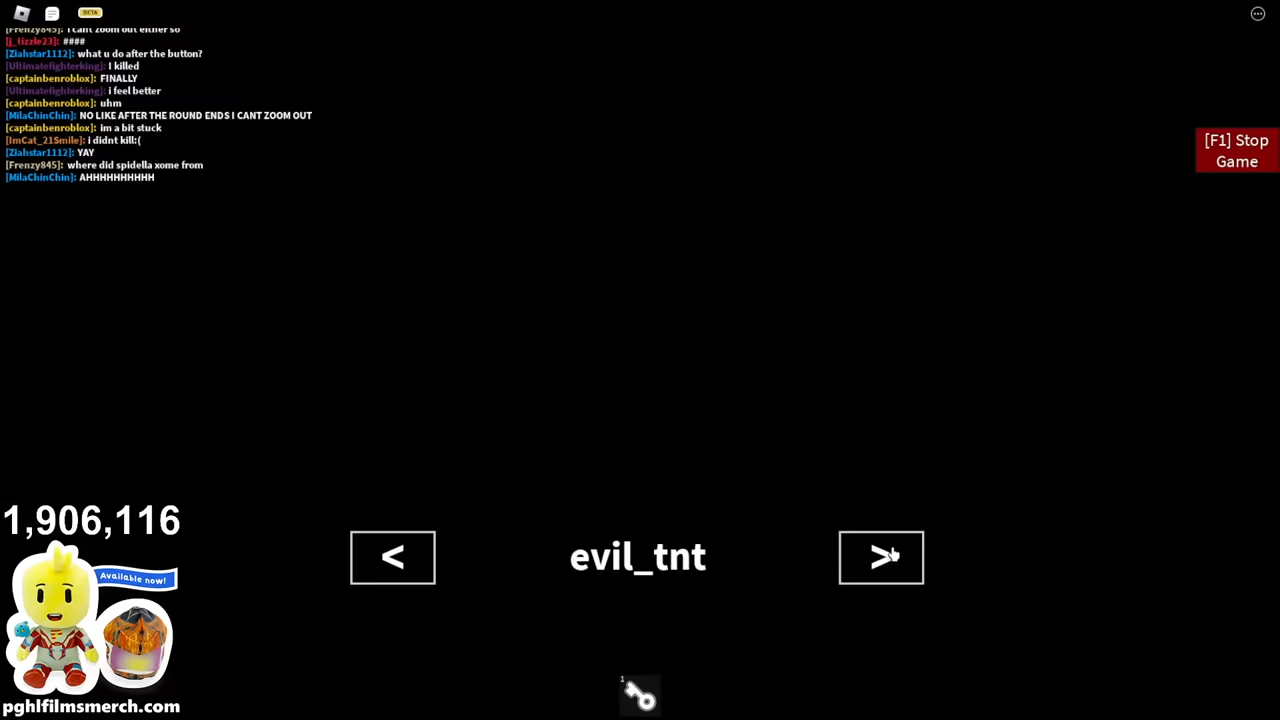 BETA
[Frenzy845]: i cant zoom out either so
[j_tizzle23]: ####
[Ziahstar1112]: what u do after the button?
[Ultimatefighterking]: I killed
[captainbenroblox]: FINALLY
[Ultimatefighterking]: i feel better
[captainbenroblox]: uhm
[MilaChinChin]: NO LIKE AFTER THE ROUND ENDS I CANT ZOOM OUT
[captainbenroblox]: im a bit stuck
[ImCat_21Smile]: i didnt kill:(
[Ziahstar1112]: YAY
[Frenzy845]: where did spidella xome from
[MilaChinChin]: AHHHHHHHHHH
[F1] Stop
Game
1,906,116
Available now!
<
evil_tnt
>
1
pghlfilmsmerch.com